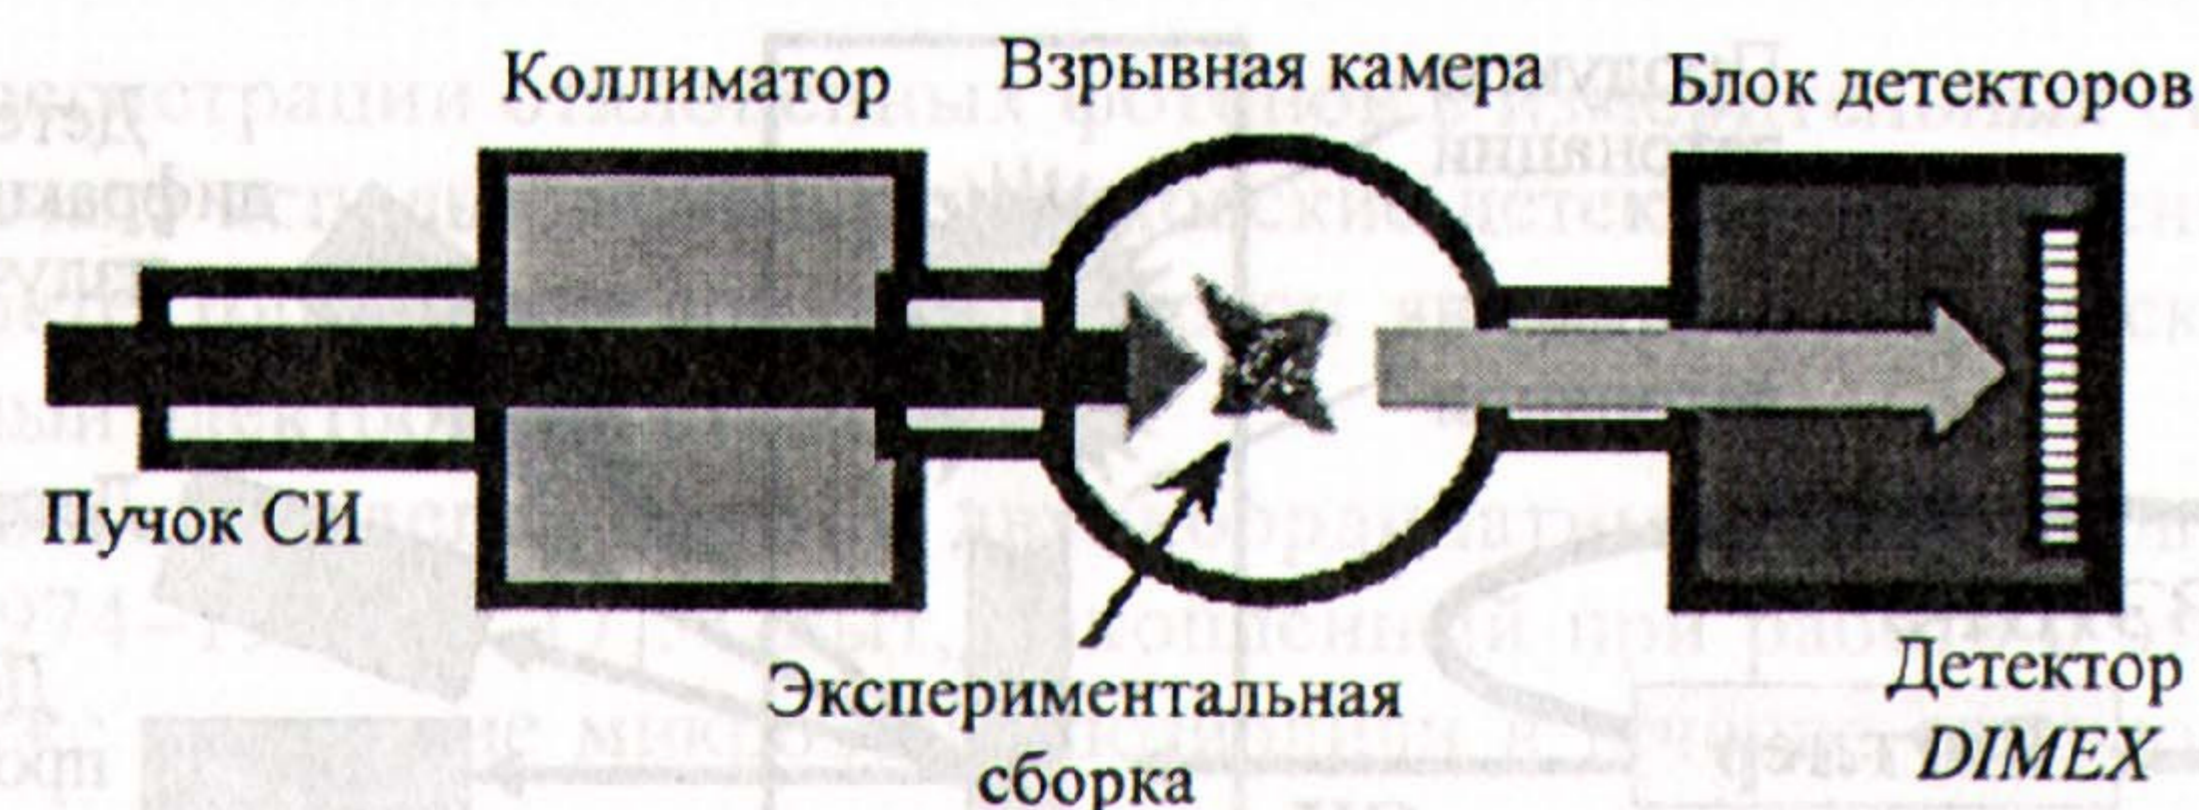 Коллиматор
Взрывная камера
Блок детекторов
Пучок СИ
Экспериментальная
сборка
Детектор
DIMEX